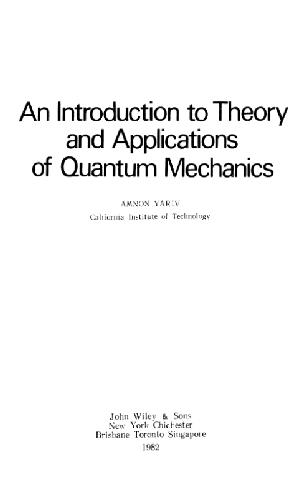 An Introduction to Theory
and Applications
of Quantum Mechanics
AMNON YARIV
California Institute of Technology
John Wiley & Sons
New York Chichester
Brisbane Toronto Singapore
1982